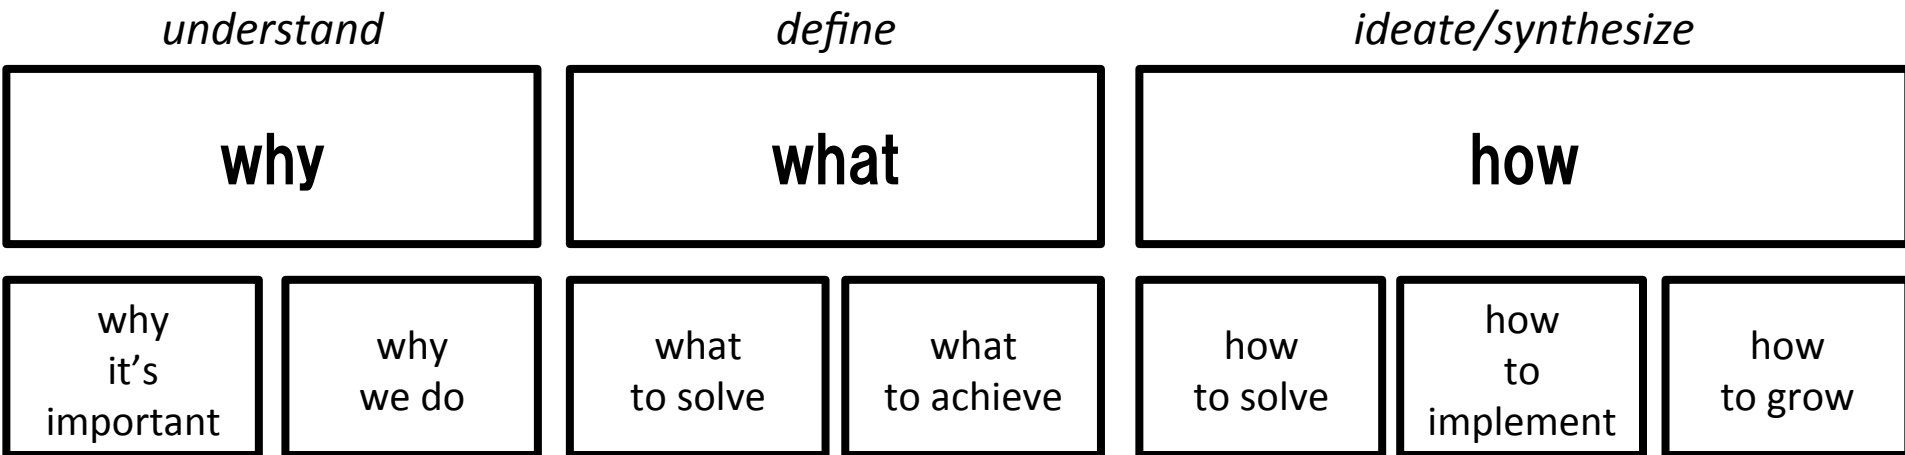 understand
define
ideate/synthesize
why
what
how
why
it’s
important
why
we do
what
to solve
what
to achieve
how
to solve
how
to
implement
how
to grow